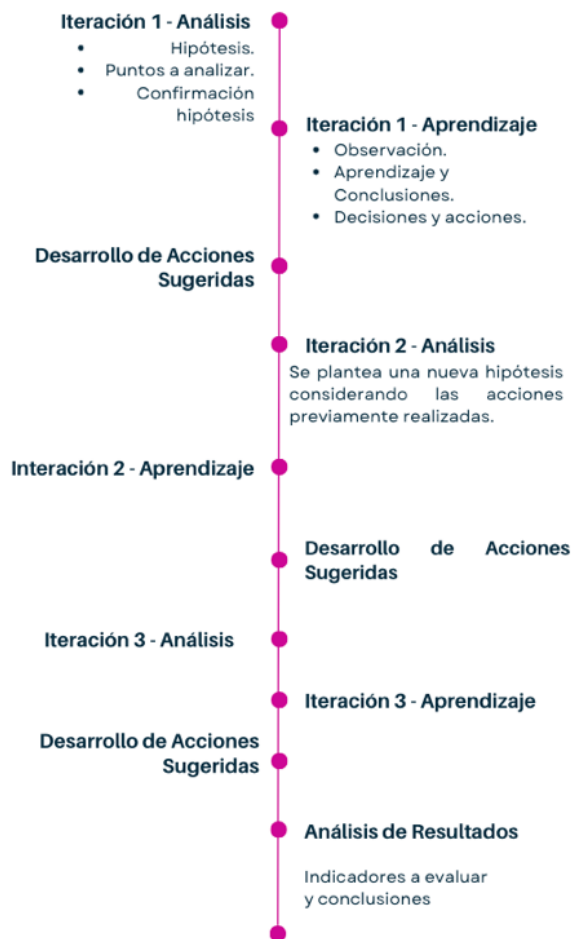 Iteración 1 - Análisis
• Hipótesis.
• Puntos a analizar.
• Confirmación
hipótesis
Iteración 1 - Aprendizaje
• Observación.
• Aprendizaje y
Conclusiones.
• Decisiones y acciones.
Desarrollo de Acciones
Sugeridas
Iteración 2 - Análisis
Se plantea una nueva hipótesis
considerando las acciones
previamente realizadas.
Interación 2 - Aprendizaje
Desarrollo de Acciones
Sugeridas
Iteración 3 - Análisis
Iteración 3 - Aprendizaje
Desarrollo de Acciones
Sugeridas
Análisis de Resultados
Indicadores a evaluar
y conclusiones